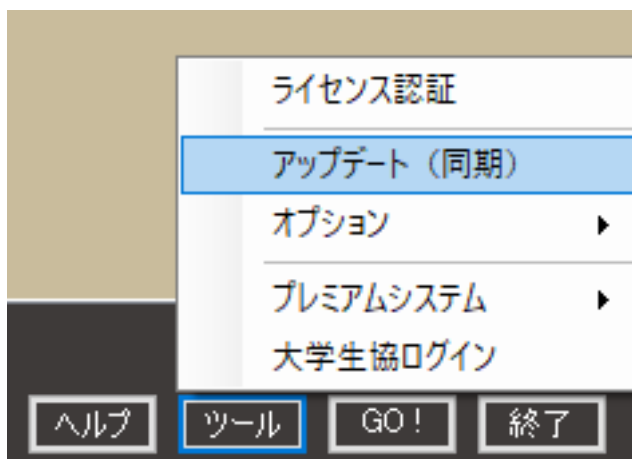 ライセンス認証
アップデート（同期）
オプション
プレミアムシステム
大学生協ログイン
ヘルプ ツール GO！ 終了